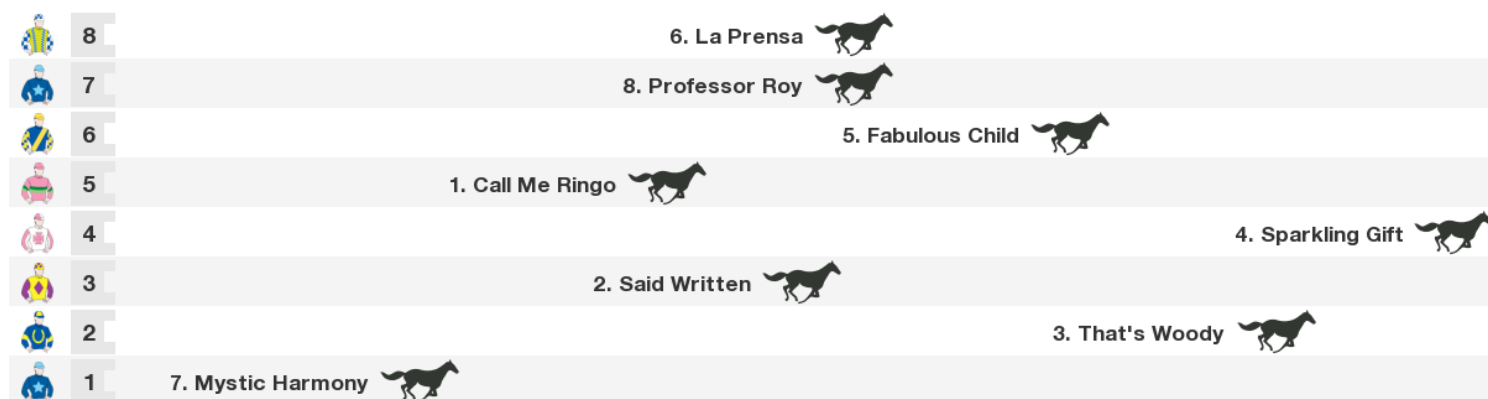 8 6. La Prensa
7 8. Professor Roy
6 5. Fabulous Child
5 1. Call Me Ringo
4 4. Sparkling Gift
3 2. Said Written
2 3. That's Woody
1 7. Mystic Harmony